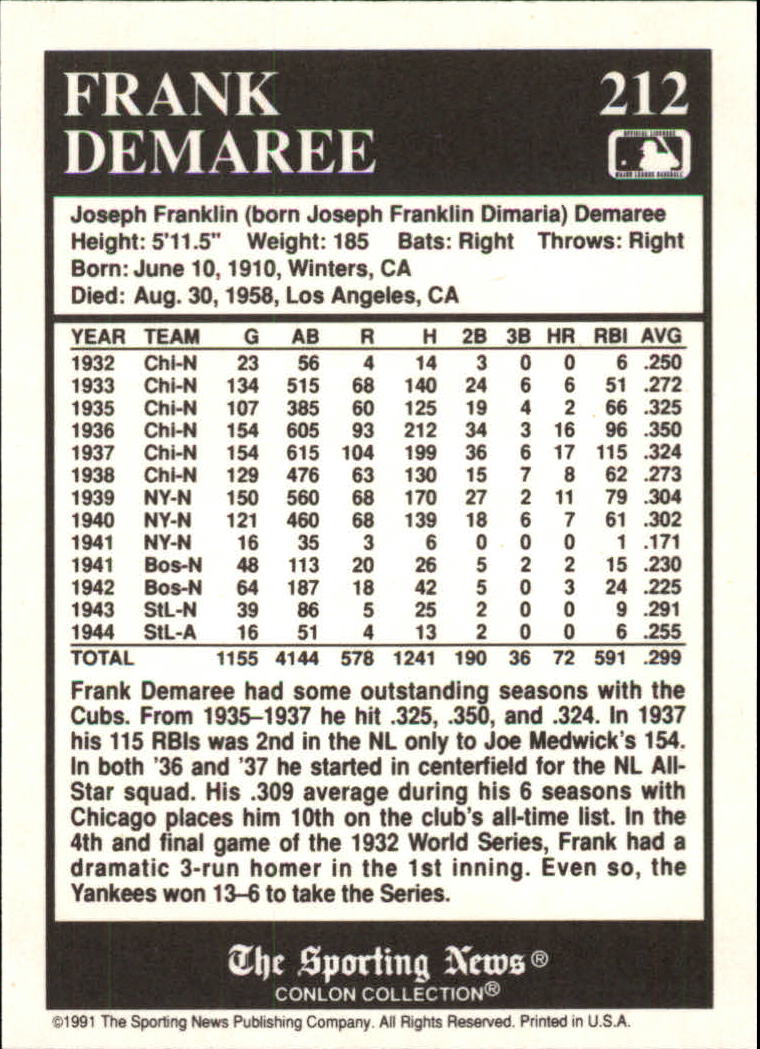 FRANK 212
DEMAREE
OFFICIAL LICENSEE
MAJOR LEAGUE BASEBALL
Joseph Franklin (born Joseph Franklin Dimaria) Demaree
Height: 5'11.5" Weight: 185 Bats: Right Throws: Right
Born: June 10, 1910, Winters, CA
Died: Aug. 30, 1958, Los Angeles, CA
YEAR TEAM G AB R H 2B 3B HR RBI AVG
1932 Chi-N 23 56 4 14 3 0 0 6 .250
1933 Chi-N 134 515 68 140 24 6 6 51 .272
1935 Chi-N 107 385 60 125 19 4 2 66 .325
1936 Chi-N 154 605 93 212 34 3 16 96 .350
1937 Chi-N 154 615 104 199 36 6 17 115 .324
1938 Chi-N 129 476 63 130 15 7 8 62 .273
1939 NY-N 150 560 68 170 27 2 11 79 .304
1940 NY-N 121 460 68 139 18 6 7 61 .302
1941 NY-N 16 35 3 6 0 0 0 1 .171
1941 Bos-N 48 113 20 26 5 2 2 15 .230
1942 Bos-N 64 187 18 42 5 0 3 24 .225
1943 StL-N 39 86 5 25 2 0 0 9 .291
1944 StL-A 16 51 4 13 2 0 0 6 .255
TOTAL 1155 4144 578 1241 190 36 72 591 .299
Frank Demaree had some outstanding seasons with the
Cubs. From 1935–1937 he hit .325, .350, and .324. In 1937
his 115 RBIs was 2nd in the NL only to Joe Medwick's 154.
In both '36 and '37 he started in centerfield for the NL All-
Star squad. His .309 average during his 6 seasons with
Chicago places him 10th on the club's all-time list. In the
4th and final game of the 1932 World Series, Frank had a
dramatic 3-run homer in the 1st inning. Even so, the
Yankees won 13–6 to take the Series.
The Sporting News®
CONLON COLLECTION®
©1991 The Sporting News Publishing Company. All Rights Reserved. Printed in U.S.A.